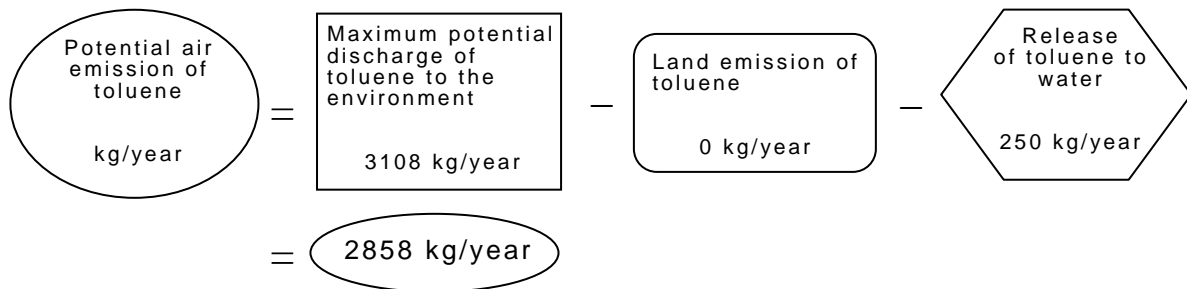 Potential air
emission of
toluene
kg/year
=
Maximum potential
discharge of
toluene to the
environment
3108 kg/year
–
Land emission of
toluene
0 kg/year
–
Release
of toluene to
water
250 kg/year
=
2858 kg/year